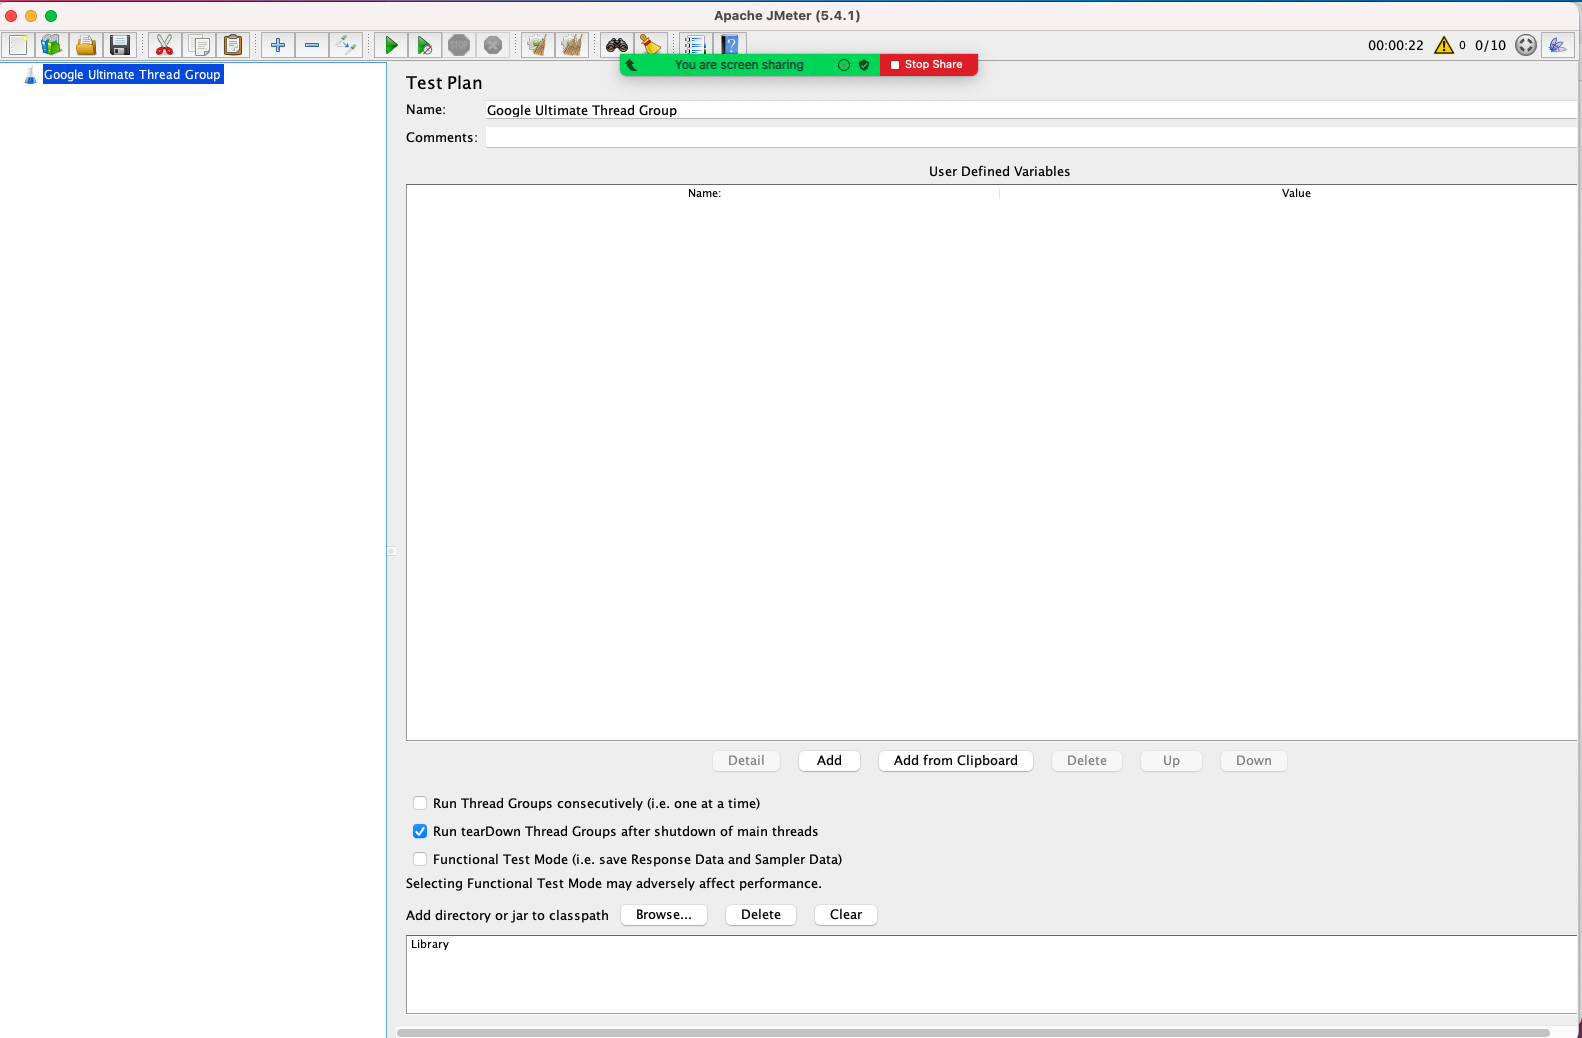 Apache JMeter (5.4.1)
STOP
00:00:22 0 0/10
You are screen sharing Stop Share
Google Ultimate Thread Group
Test Plan
Name: Google Ultimate Thread Group
Comments:
User Defined Variables
Name: Value
Detail Add Add from Clipboard Delete Up Down
Run Thread Groups consecutively (i.e. one at a time)
Run tearDown Thread Groups after shutdown of main threads
Functional Test Mode (i.e. save Response Data and Sampler Data)
Selecting Functional Test Mode may adversely affect performance.
Add directory or jar to classpath Browse... Delete Clear
Library